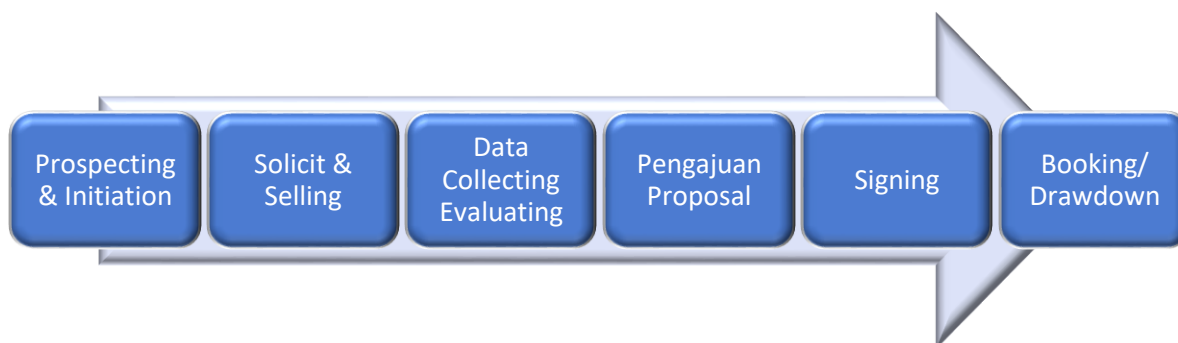 Prospecting
& Initiation
Solicit &
Selling
Data
Collecting
Evaluating
Pengajuan
Proposal
Signing
Booking/
Drawdown